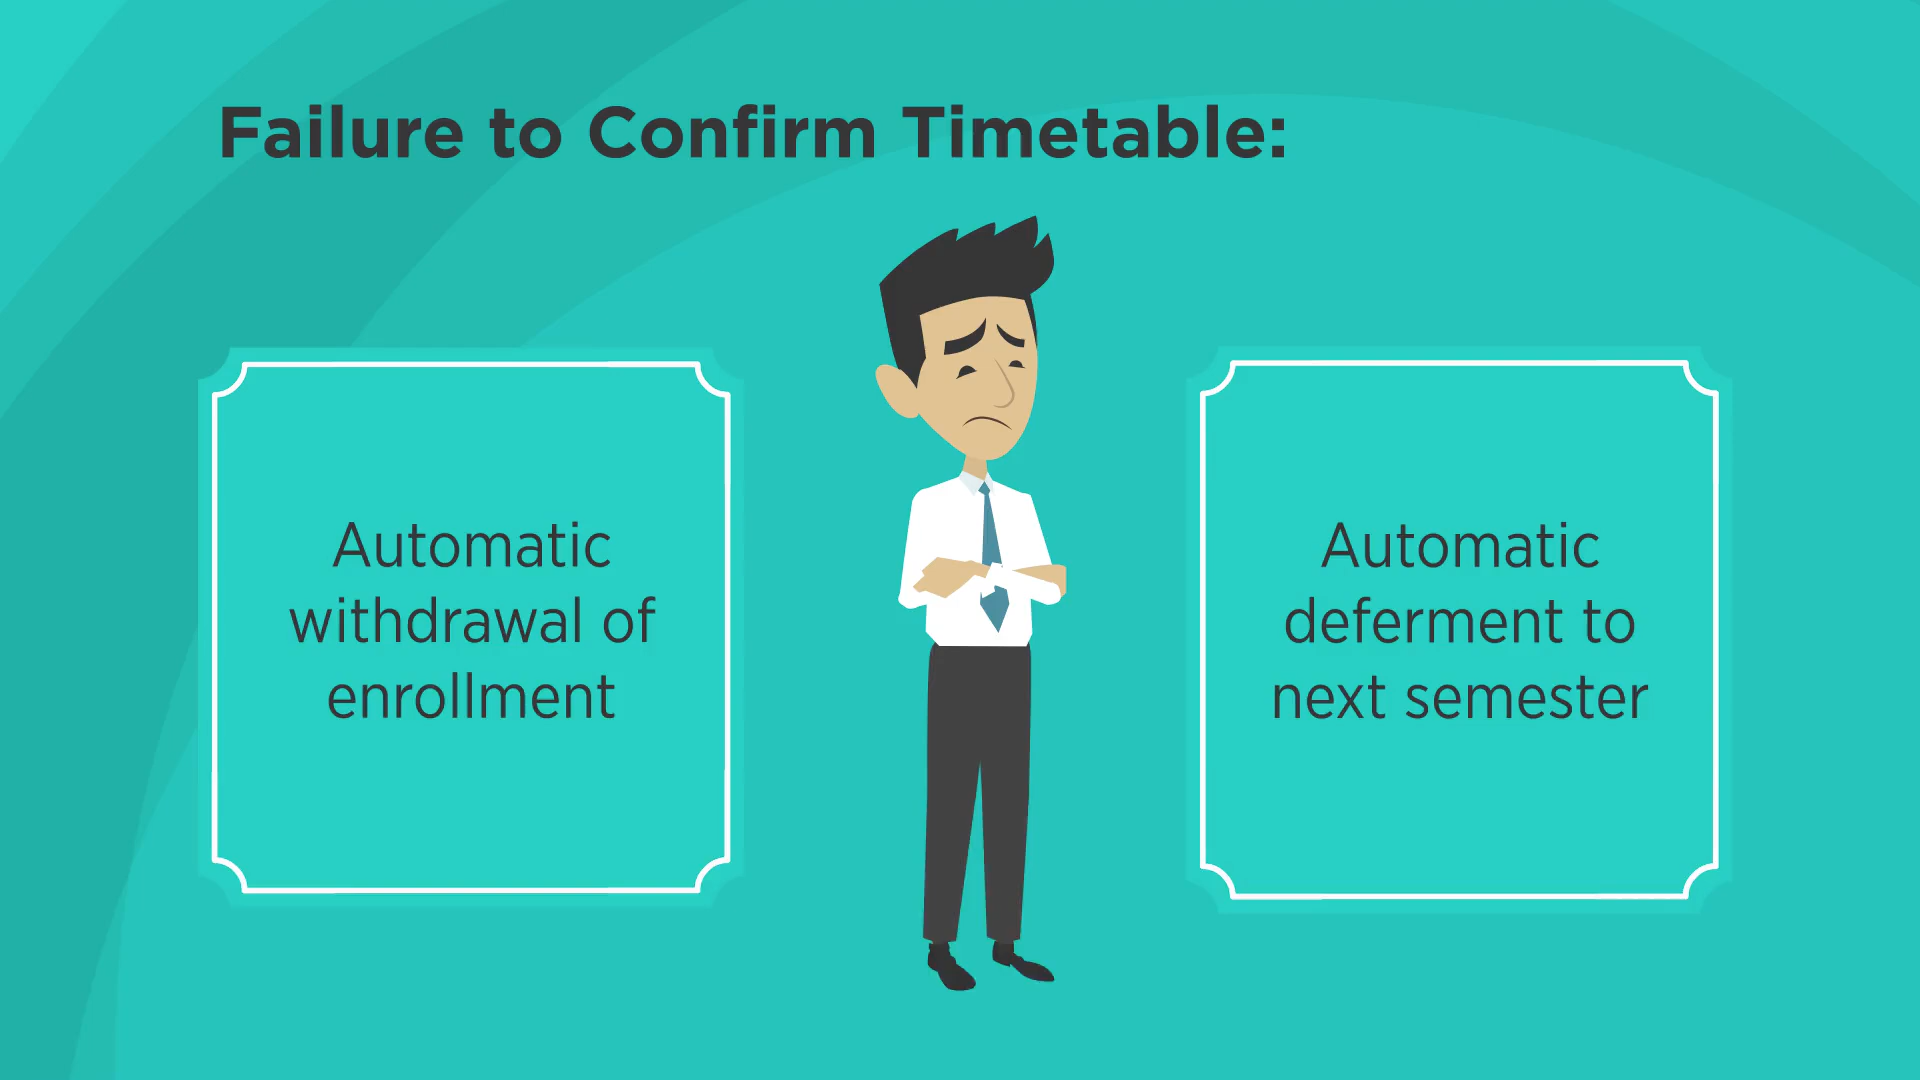 Failure to Confirm Timetable:
Automatic
withdrawal of
enrollment
Automatic
deferment to
next semester